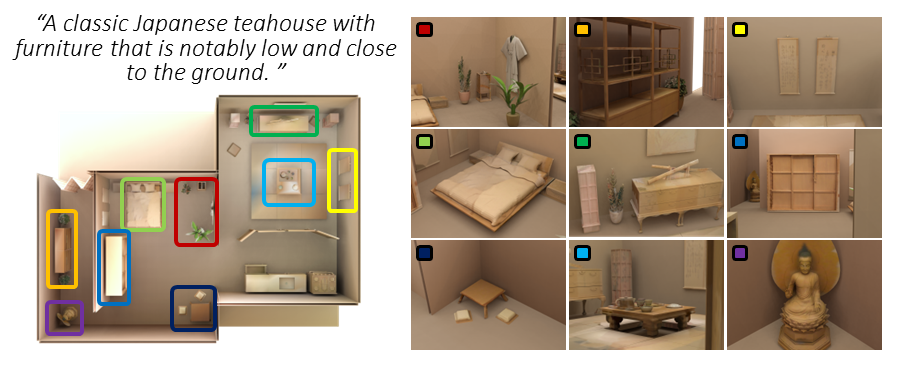 “A classic Japanese teahouse with
furniture that is notably low and close
to the ground. ”